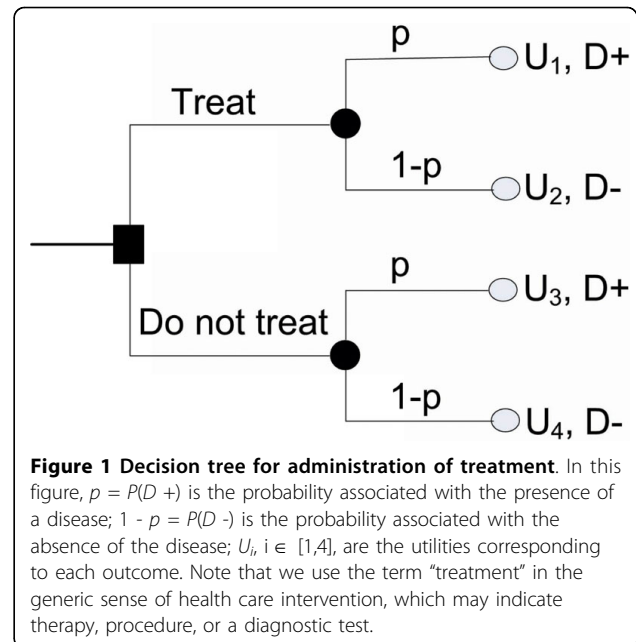 p
U₁, D+
Treat
1-p
U₂, D-
p
U₃, D+
Do not treat
1-p
U₄, D-
Figure 1 Decision tree for administration of treatment. In this
figure, p = P(D +) is the probability associated with the presence of
a disease; 1 - p = P(D -) is the probability associated with the
absence of the disease; Uᵢ, i ∈ [1,4], are the utilities corresponding
to each outcome. Note that we use the term “treatment” in the
generic sense of health care intervention, which may indicate
therapy, procedure, or a diagnostic test.